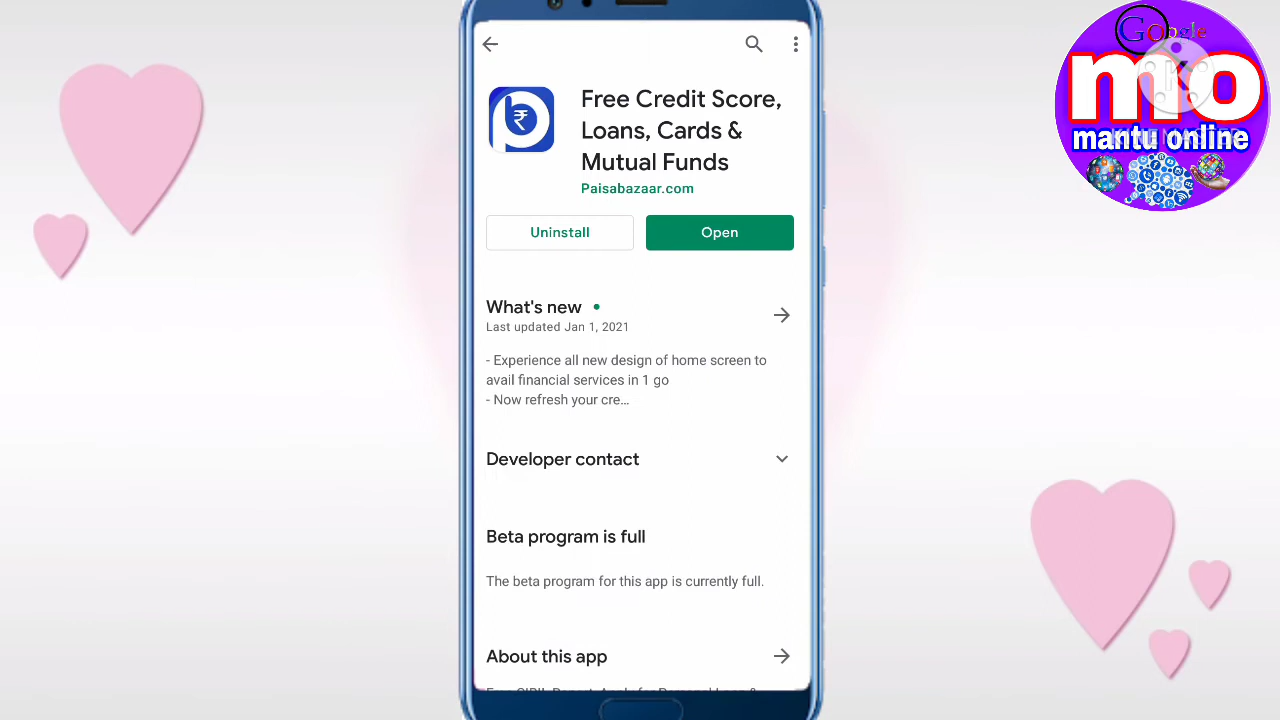 Free Credit Score,
Loans, Cards &
Mutual Funds
Paisabazaar.com
Uninstall
Open
What's new
Last updated Jan 1, 2021
- Experience all new design of home screen to
avail financial services in 1 go
- Now refresh your cre...
Developer contact
Beta program is full
The beta program for this app is currently full.
About this app
Google
mo
mantu online